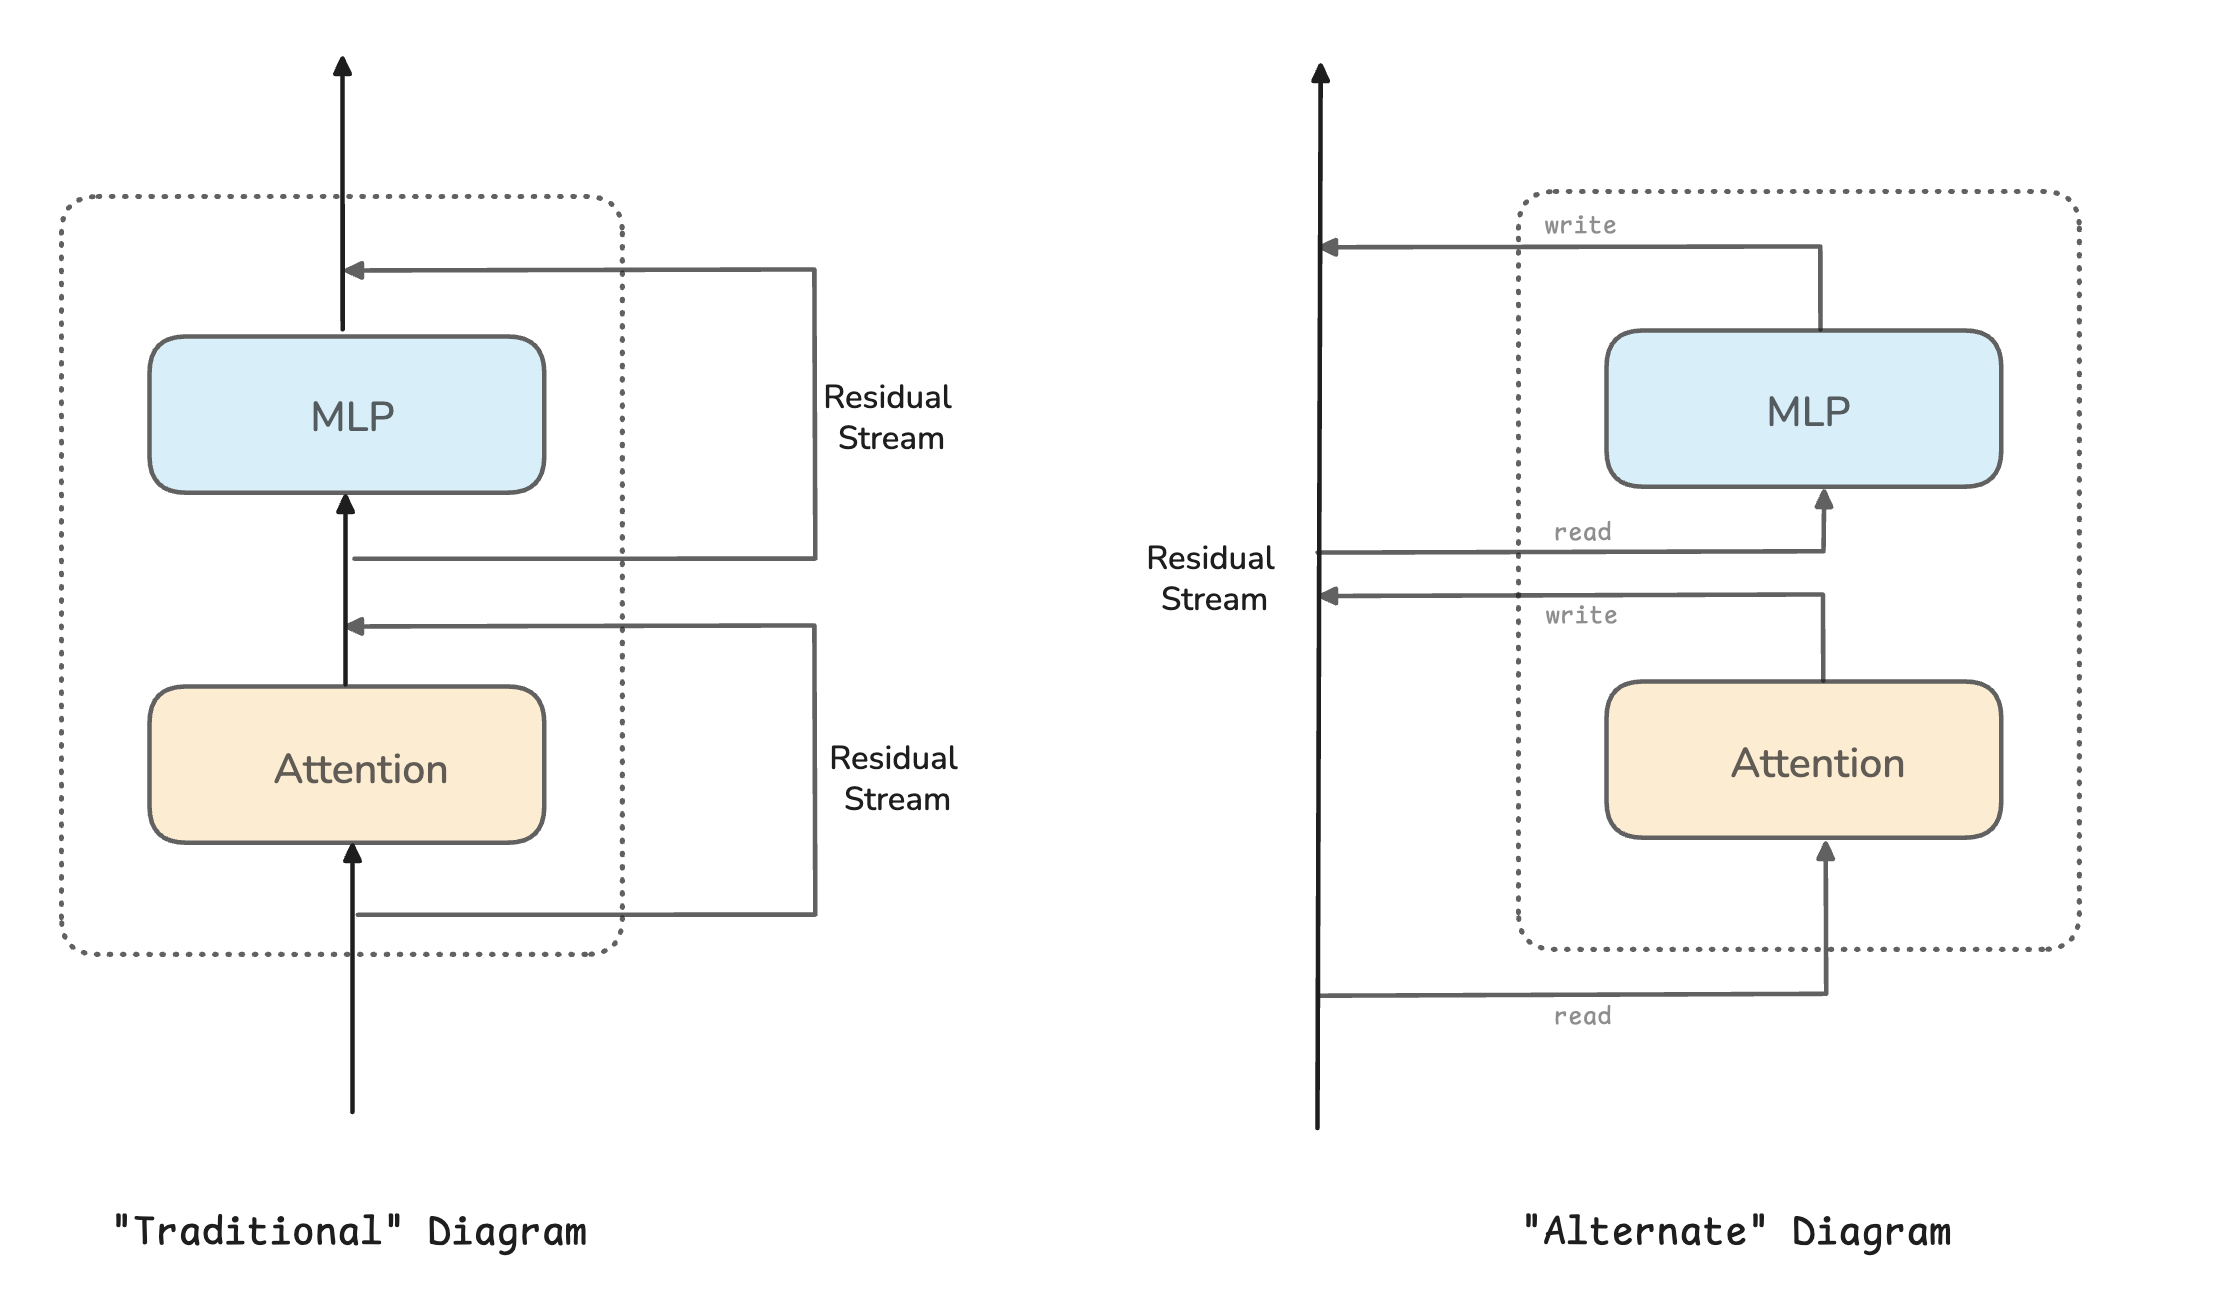 MLP
Residual
Stream
Attention
Residual
Stream
"Traditional" Diagram
write
MLP
read
Residual
Stream
write
Attention
read
"Alternate" Diagram